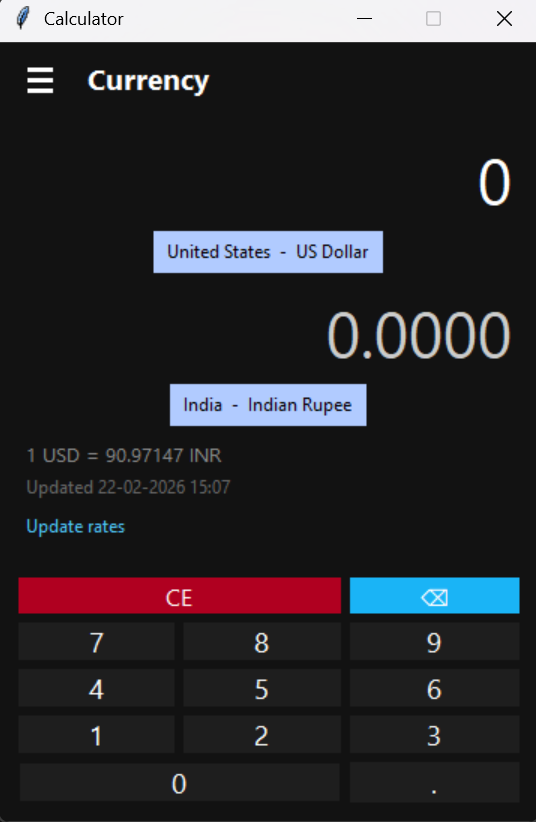 Calculator
☰ Currency
0
United States - US Dollar
0.0000
India - Indian Rupee
1 USD = 90.97147 INR
Updated 22-02-2026 15:07
Update rates
CE ⌫
7 8 9
4 5 6
1 2 3
0 .